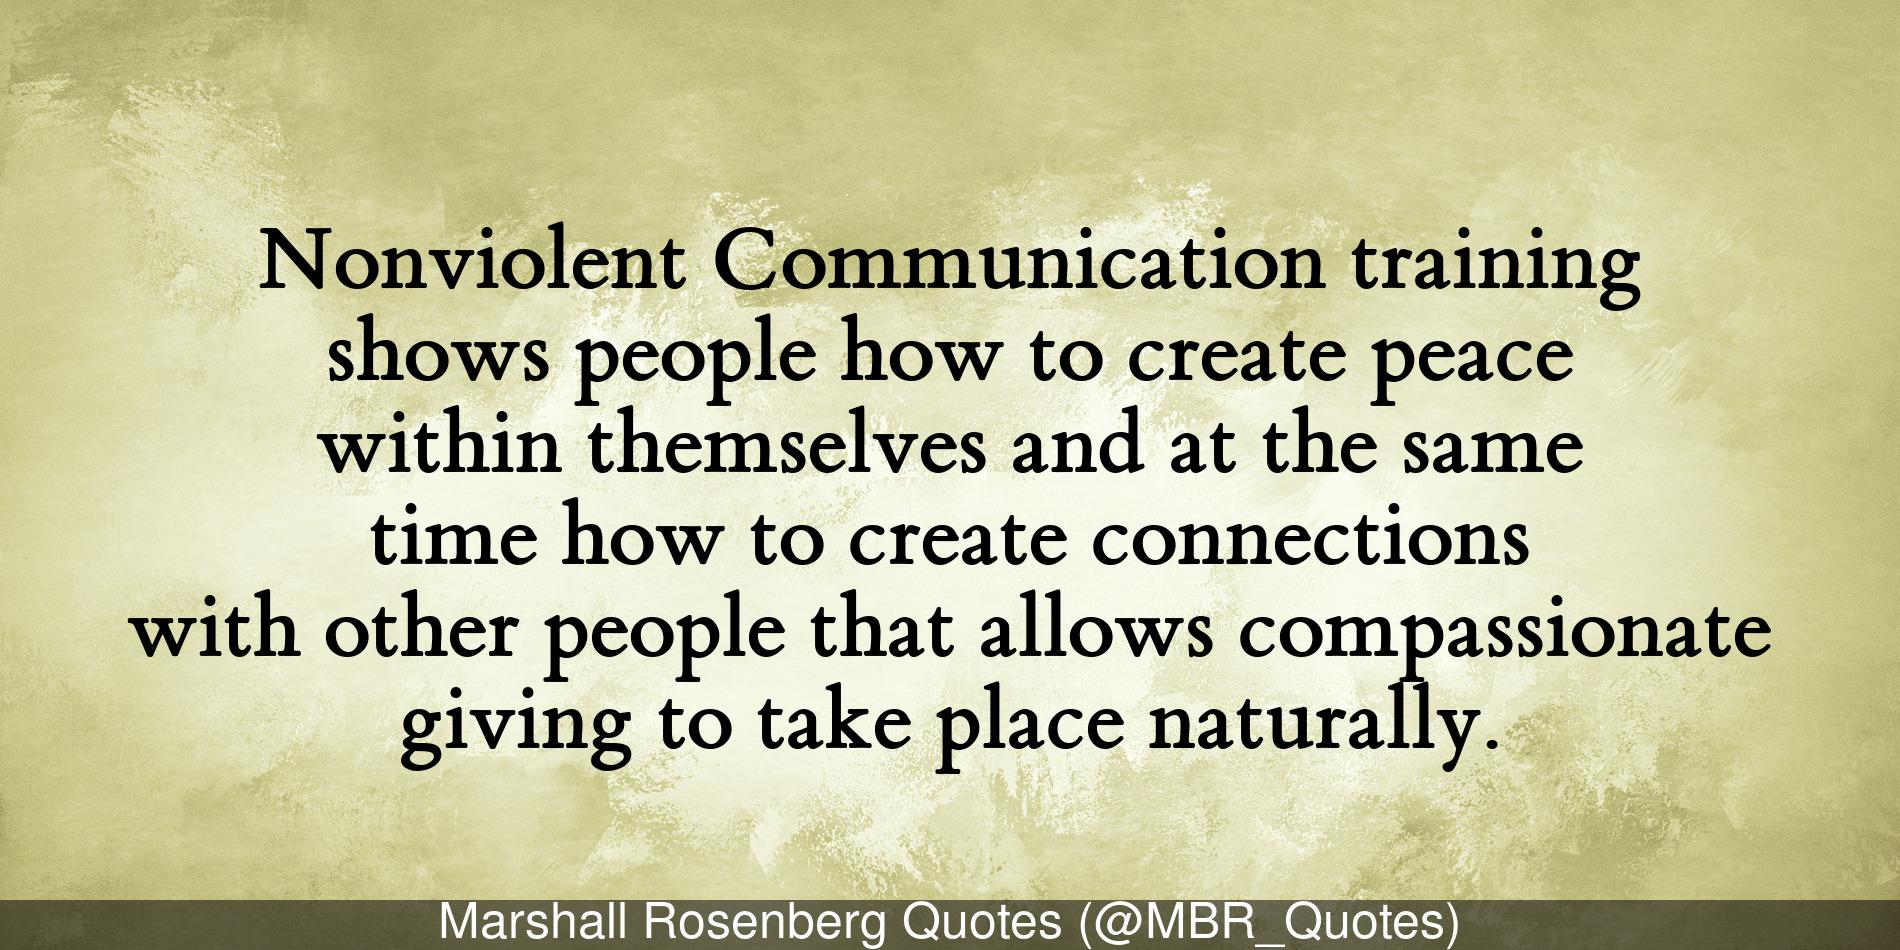 Nonviolent Communication training
shows people how to create peace
within themselves and at the same
time how to create connections
with other people that allows compassionate
giving to take place naturally.
Marshall Rosenberg Quotes (@MBR_Quotes)